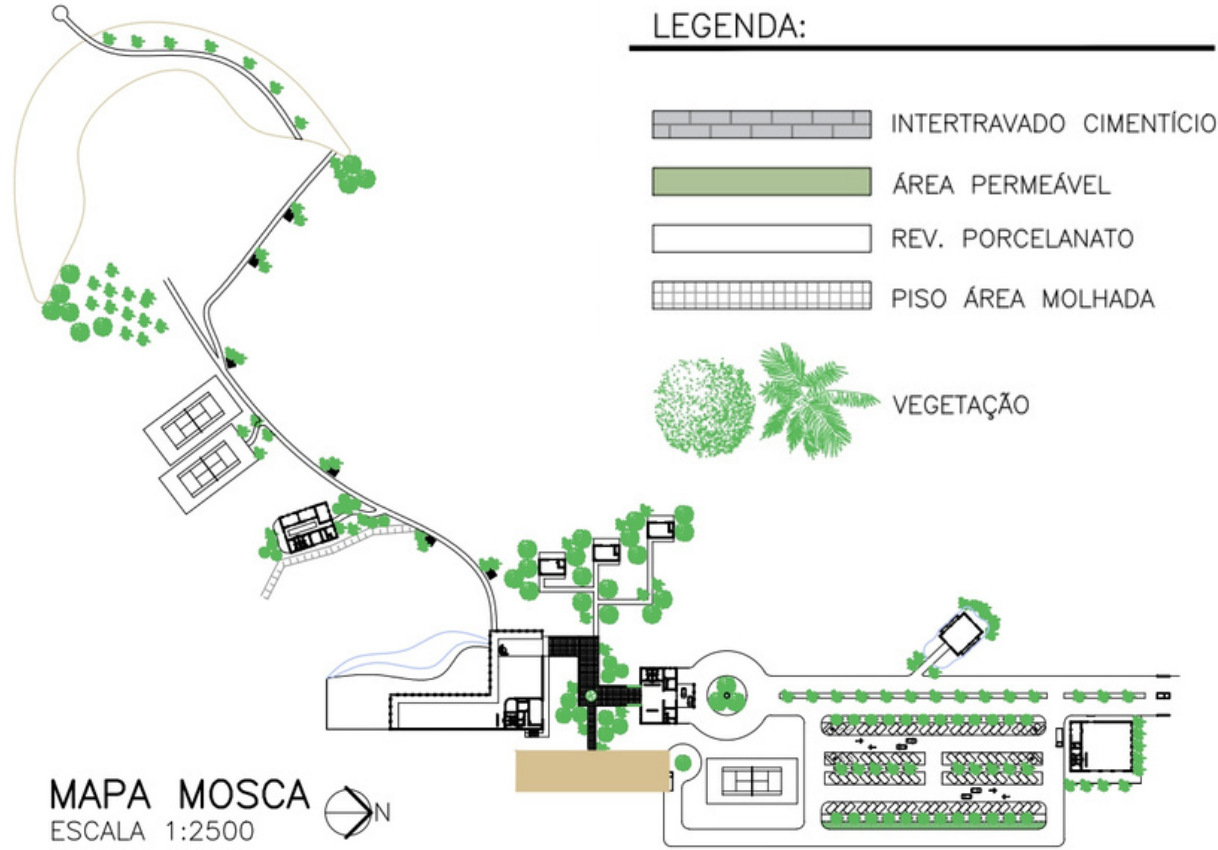 LEGENDA:
INTERTRAVADO CIMENTÍCIO
ÁREA PERMEÁVEL
REV. PORCELANATO
PISO ÁREA MOLHADA
VEGETAÇÃO
MAPA MOSCA
ESCALA 1:2500
N